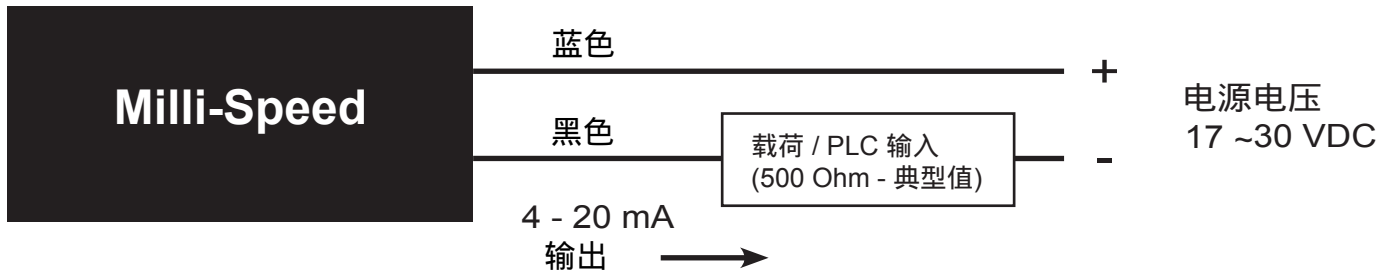 蓝色
+
Milli-Speed
电源电压
17 ~30 VDC
黑色
载荷 / PLC 输入
(500 Ohm - 典型值)
-
4 - 20 mA
输出